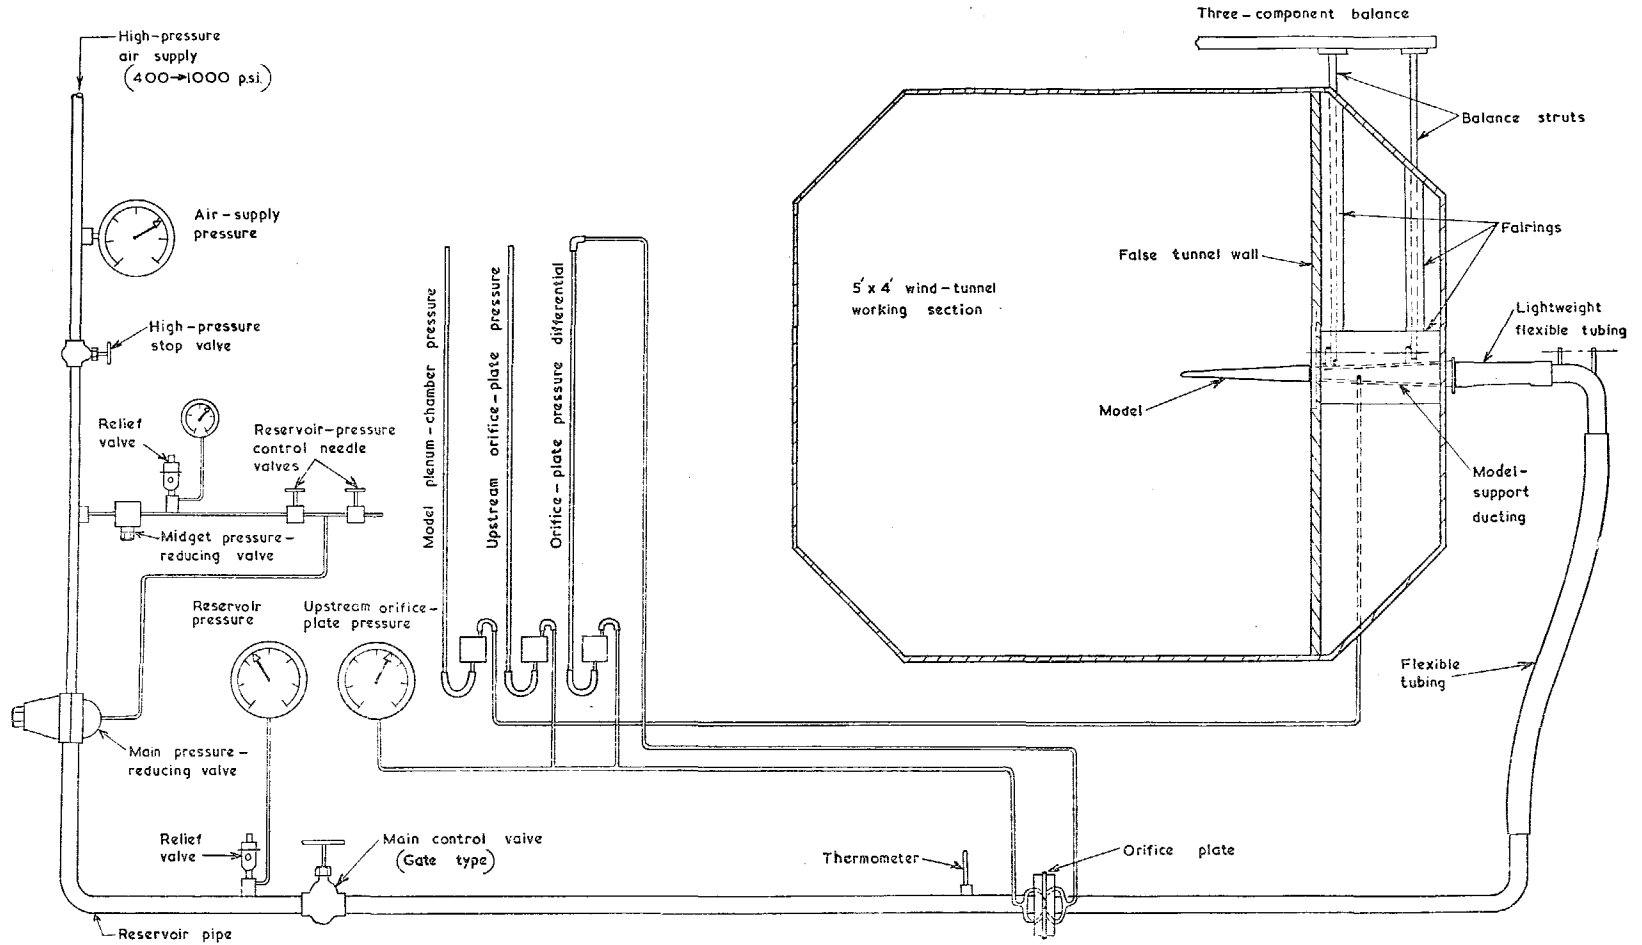 Three-component balance
High-pressure
air supply
(400→1000 p.s.i.)
Balance struts
Air-supply
pressure
Fairings
False tunnel wall
5' x 4' wind-tunnel
working section
Lightweight
flexible tubing
High-pressure
stop valve
Model plenum-chamber pressure
Upstream orifice-plate pressure
Orifice-plate pressure differential
Model
Relief
valve
Reservoir-pressure
control needle
valves
Model-
support
ducting
Midget pressure-
reducing valve
Reservoir
pressure
Upstream orifice-
plate pressure
Flexible
tubing
Main pressure-
reducing valve
Relief
valve
Main control valve
(Gate type)
Thermometer
Orifice plate
Reservoir pipe